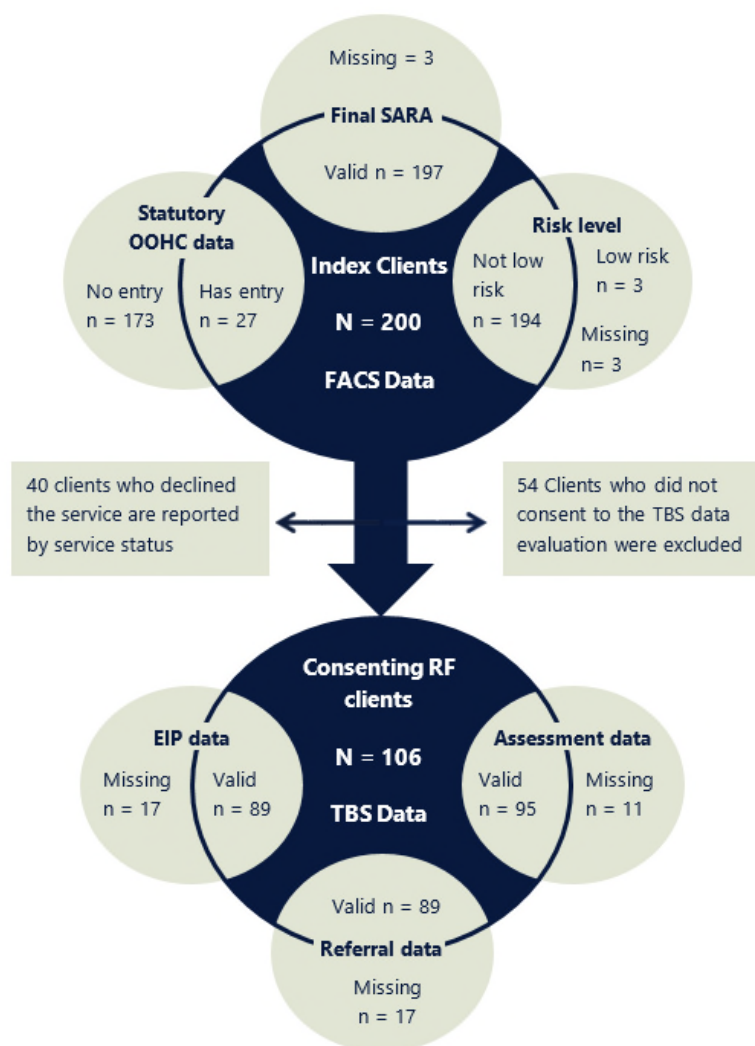 Missing = 3
Final SARA
Valid n = 197
Statutory
OOHC data
No entry
n = 173
Has entry
n = 27
Index Clients
N = 200
FACS Data
Risk level
Not low
risk
n = 194
Low risk
n = 3
Missing
n= 3
40 clients who declined
the service are reported
by service status
54 Clients who did not
consent to the TBS data
evaluation were excluded
Consenting RF
clients
N = 106
TBS Data
EIP data
Missing
n = 17
Valid
n = 89
Assessment data
Valid
n = 95
Missing
n = 11
Valid n = 89
Referral data
Missing
n = 17